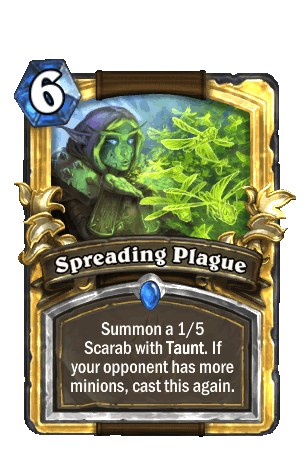 6
Spreading Plague
Summon a 1/5
Scarab with Taunt. If
your opponent has more
minions, cast this again.